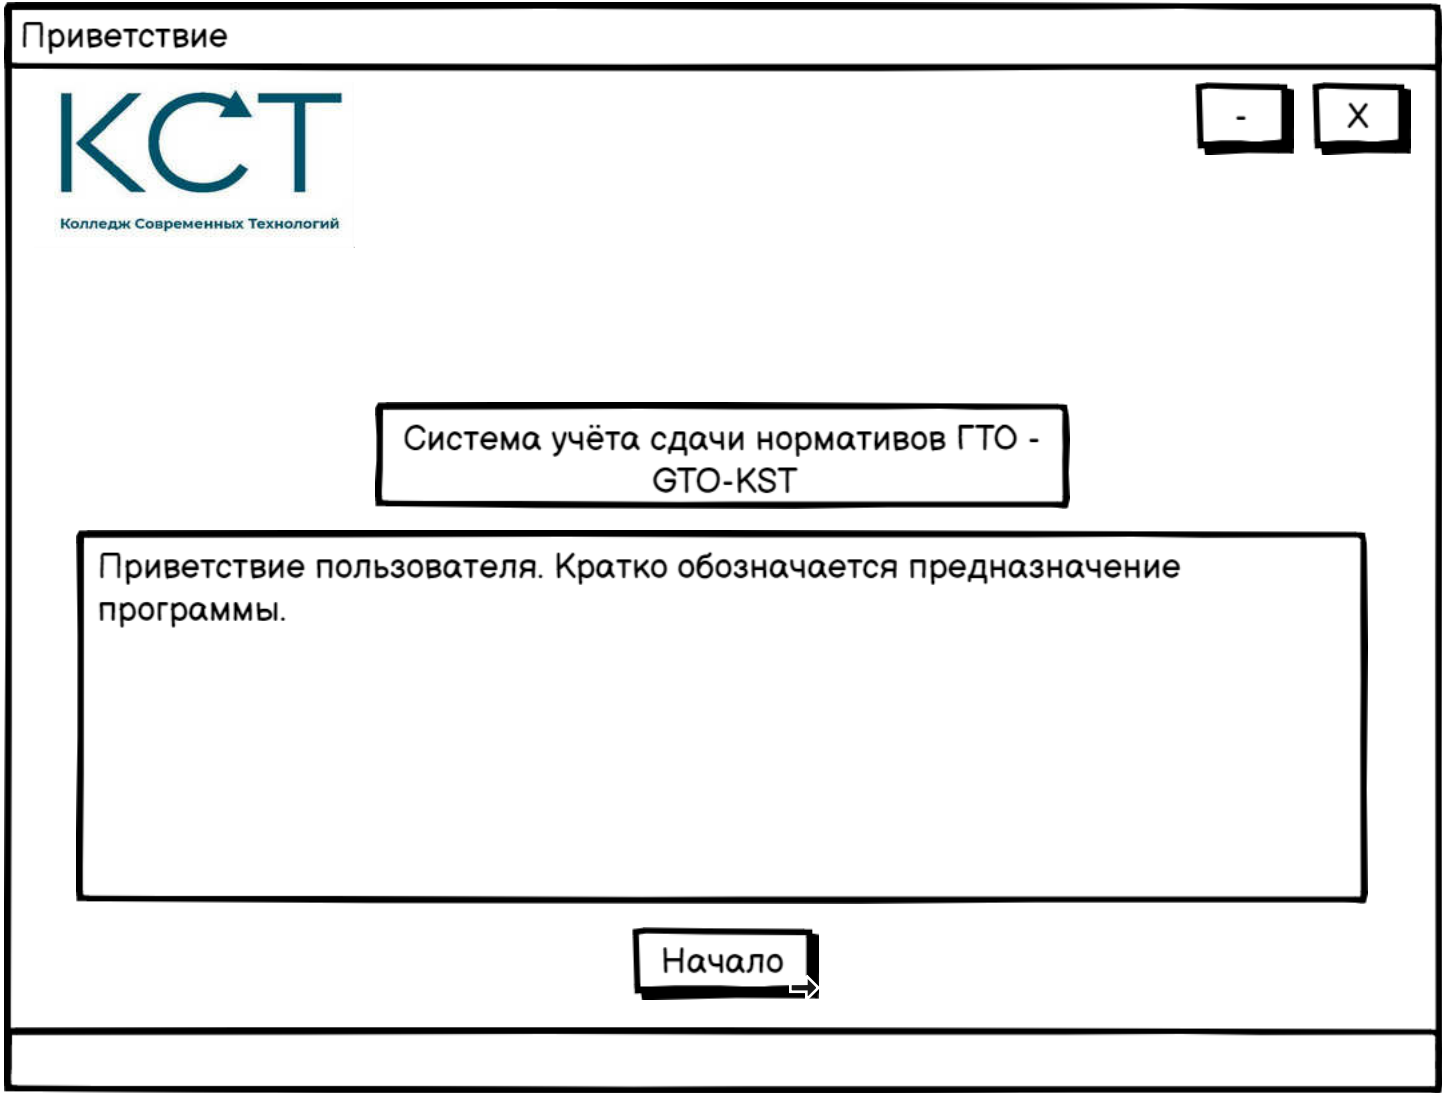 Приветствие
КСТ
Колледж Современных Технологий
-
X
Система учёта сдачи нормативов ГТО -
GTO-KST
Приветствие пользователя. Кратко обозначается предназначение
программы.
Начало